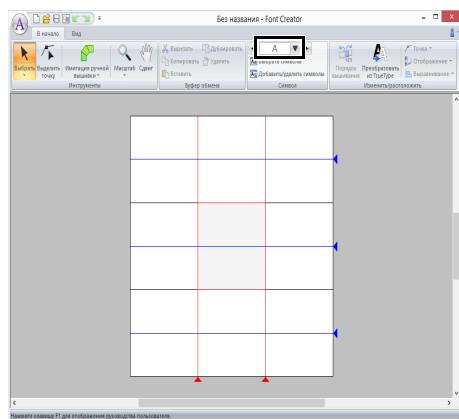 Без названия - Font Creator
В начало Вид
Выбрать
Выделить точку
Имитация ручной вышивки
Масштаб
Сдвиг
Инструменты
Вырезать Дублировать
Копировать Удалить
Вставить
Буфер обмена
A
Выберите символы
Добавить/удалить символы
Символ
Порядок вышивания
Преобразовать из TrueType
Точка
Отображение
Выравнивание
Изменить/расположить
Нажмите клавишу F1 для отображения руководства пользователя.